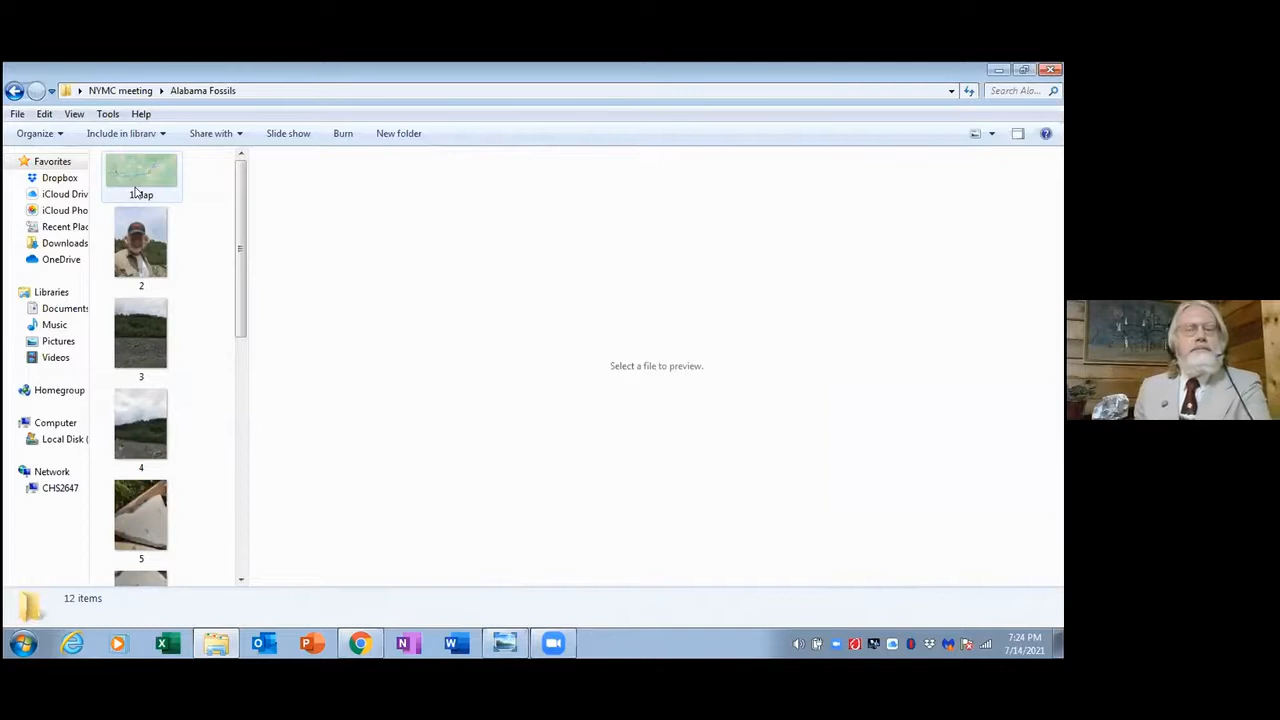 NYMC meeting Alabama Fossils Search Ala...
File Edit View Tools Help
Organize Include in library Share with Slide show Burn New folder
Favorites
Dropbox
iCloud Driv
iCloud Pho
Recent Plac
Downloads
OneDrive
Libraries
Documents
Music
Pictures
Videos
Homegroup
Computer
Local Disk (
Network
CHS2647
2
3
4
5
Select a file to preview.
12 items
7:24 PM
7/14/2021